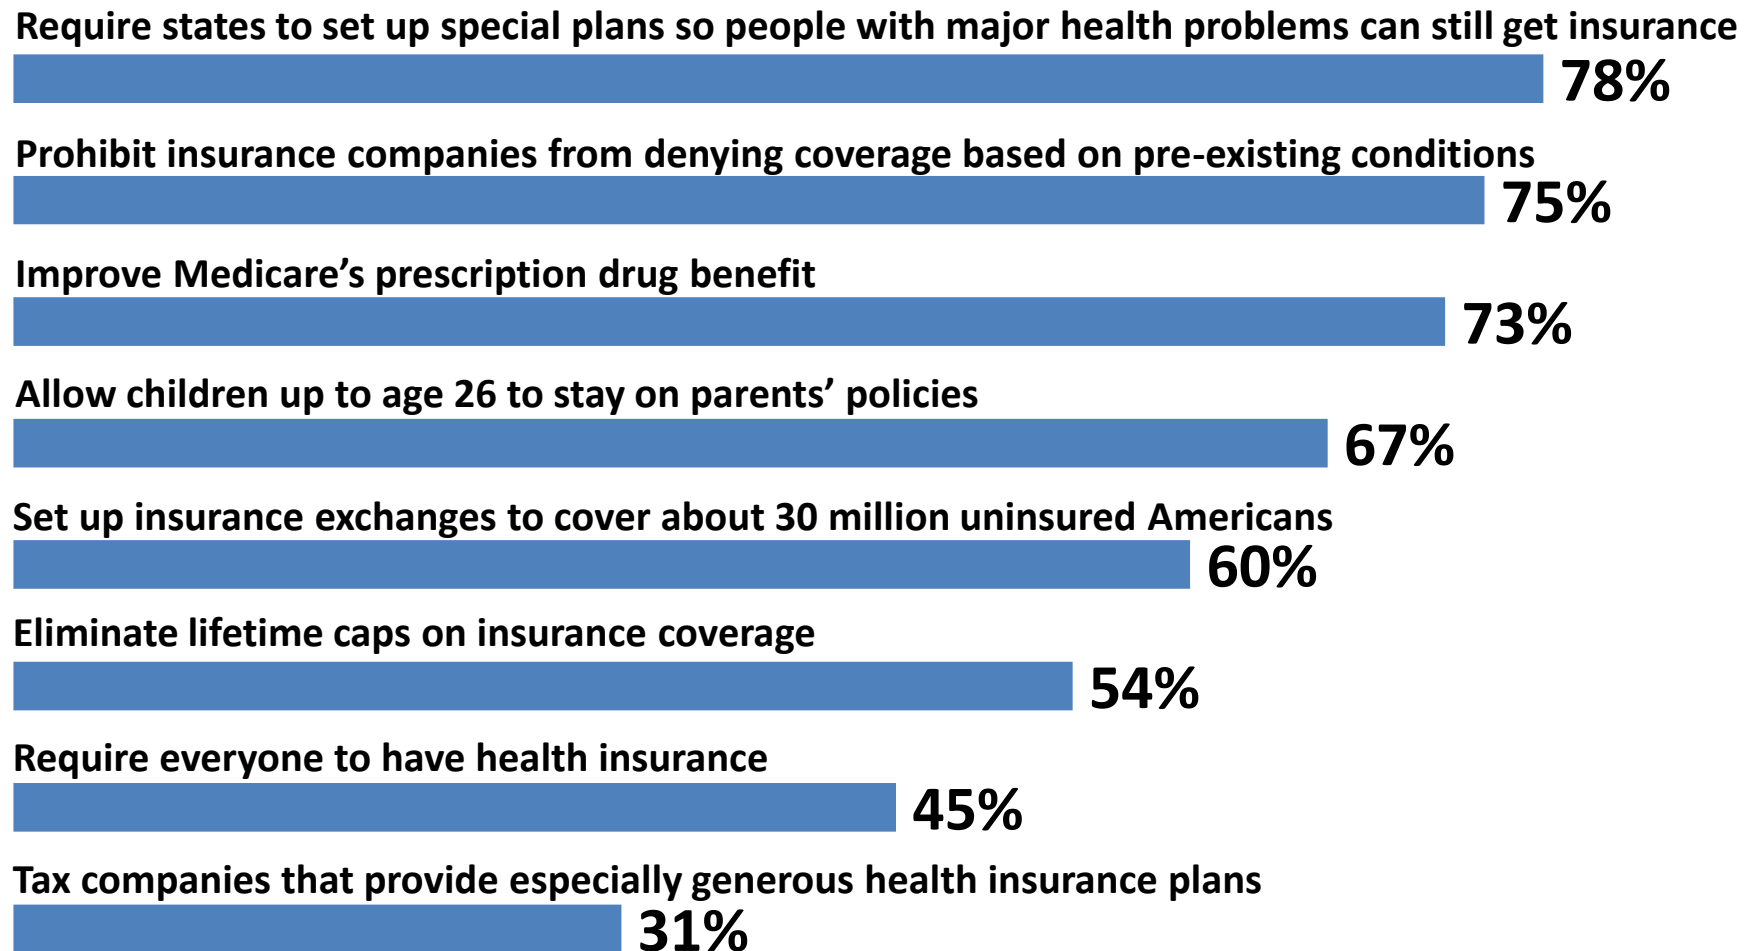 Require states to set up special plans so people with major health problems can still get insurance
78%
Prohibit insurance companies from denying coverage based on pre-existing conditions
75%
Improve Medicare’s prescription drug benefit
73%
Allow children up to age 26 to stay on parents’ policies
67%
Set up insurance exchanges to cover about 30 million uninsured Americans
60%
Eliminate lifetime caps on insurance coverage
54%
Require everyone to have health insurance
45%
Tax companies that provide especially generous health insurance plans
31%